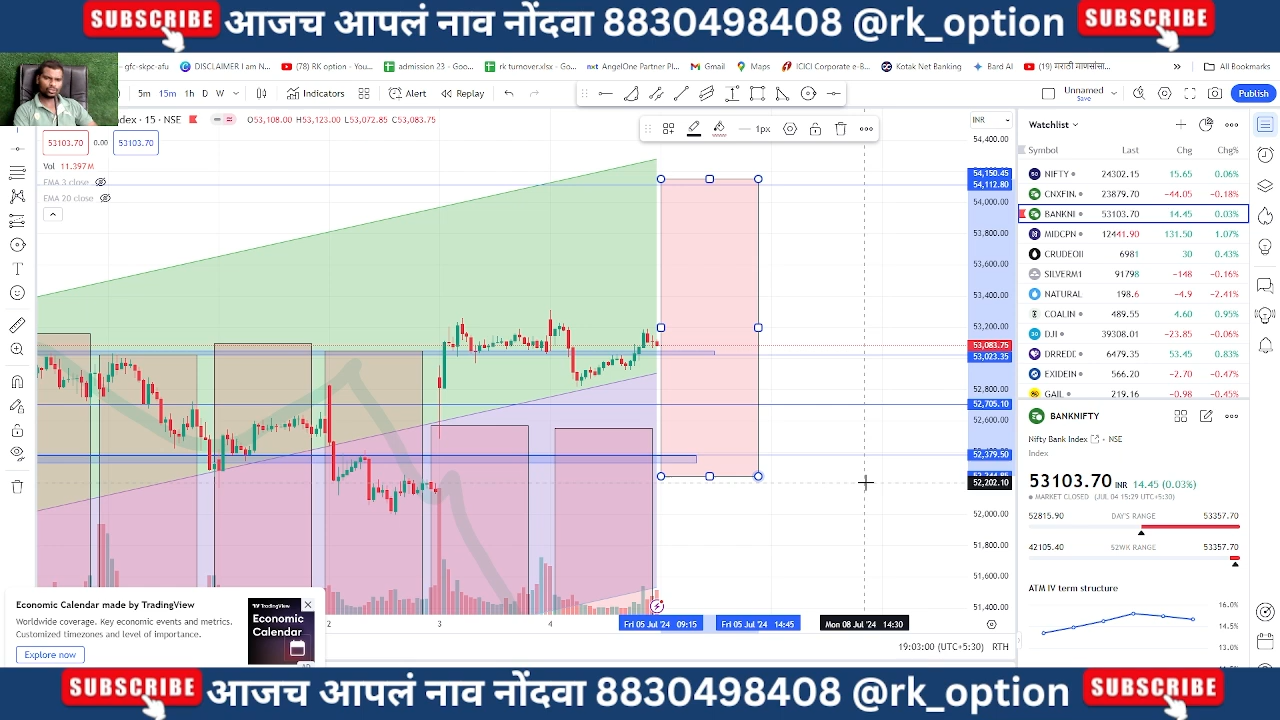 SUBSCRIBE आजच आपलं नाव नोंदवा 8830498408 @rk_option SUBSCRIBE
gfc-skpc-afu DISCLAIMER I am N... (78) RK option - You... admission 23 - Goog... rk turnover.xlsx - Go... AngelOne Partner Pl... Gmail Maps ICICI Corporate e-B... Kotak Net Banking Bard AI (19) मराठी माणसांसा... » All Bookmarks
5m 15m 1h D W Indicators Alert Replay Unnamed Save Publish
ndex · 15 · NSE O53,108.00 H53,123.00 L53,072.85 C53,083.75
53103.70 0.00 53103.70
Vol 11.397M
EMA 3 close
EMA 20 close
1px
INR
54,400.00
54,150.45
54,112.80
54,000.00
53,800.00
53,600.00
53,400.00
53,200.00
53,083.75
53,023.35
52,800.00
52,705.10
52,379.50
52,202.10
52,000.00
51,800.00
51,600.00
51,400.00
2 3 4 Fri 05 Jul '24 09:15 Fri 05 Jul '24 14:45 Mon 08 Jul '24 14:30
19:03:00 (UTC+5:30) RTH
Watchlist
Symbol Last Chg Chg%
NIFTY 24302.15 15.65 0.06%
CNXFIN. 23879.70 −44.05 −0.18%
BANKNI 53103.70 14.45 0.03%
MIDCPN 12441.90 131.50 1.07%
CRUDEOII 6981 30 0.43%
SILVERM1 91798 −148 −0.16%
NATURAL 198.6 −4.9 −2.41%
COALIN 489.55 4.60 0.95%
DJI 39308.01 −23.85 −0.06%
DRREDD 6479.35 53.45 0.83%
EXIDEIN 566.20 −2.70 −0.47%
GAIL 219.16 −0.98 −0.45%
BANKNIFTY
Nifty Bank Index · NSE
Index
53103.70 INR 14.45 (0.03%)
MARKET CLOSED (JUL 04 15:29 UTC+5:30)
52815.90 DAY'S RANGE 53357.70
42105.40 52WK RANGE 53357.70
ATM IV term structure
16.0%
14.5%
13.0%
Economic Calendar made by TradingView
Worldwide coverage. Key economic events and metrics.
Customized timezones and level of importance.
Explore now
TradingView
Economic
Calendar
SUBSCRIBE आजच आपलं नाव नोंदवा 8830498408 @rk_option SUBSCRIBE